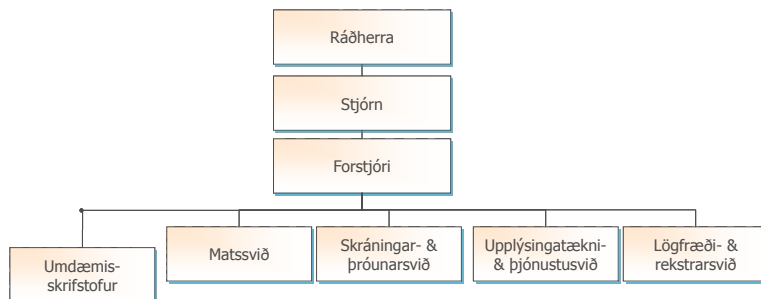 Ráðherra
Stjórn
Forstjóri
Umdæmis-
skrifstofur
Matssvið
Skráningar- &
þróunarsvið
Upplýsingatækni-
& þjónustusvið
Lögfræði- &
rekstrarsvið